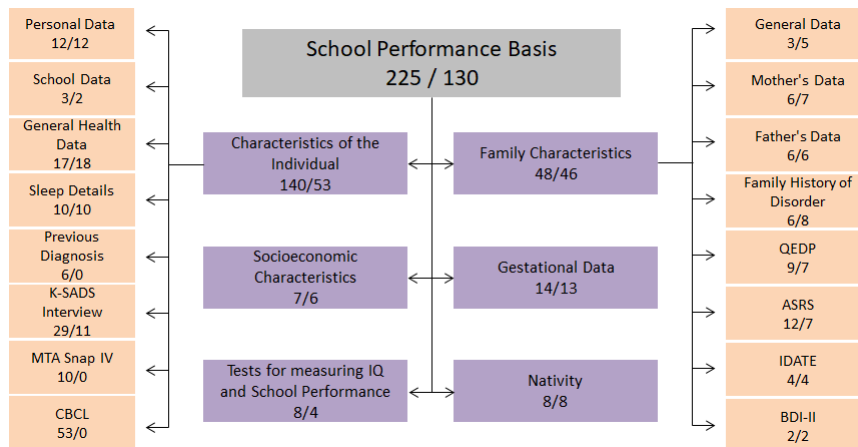 School Performance Basis
225 / 130
Personal Data
12/12
School Data
3/2
General Health
Data
17/18
Sleep Details
10/10
Previous
Diagnosis
6/0
K-SADS
Interview
29/11
MTA Snap IV
10/0
CBCL
53/0
Characteristics of the
Individual
140/53
Socioeconomic
Characteristics
7/6
Tests for measuring IQ
and School Performance
8/4
Family Characteristics
48/46
Gestational Data
14/13
Nativity
8/8
General Data
3/5
Mother's Data
6/7
Father's Data
6/6
Family History of
Disorder
6/8
QEDP
9/7
ASRS
12/7
IDATE
4/4
BDI-II
2/2